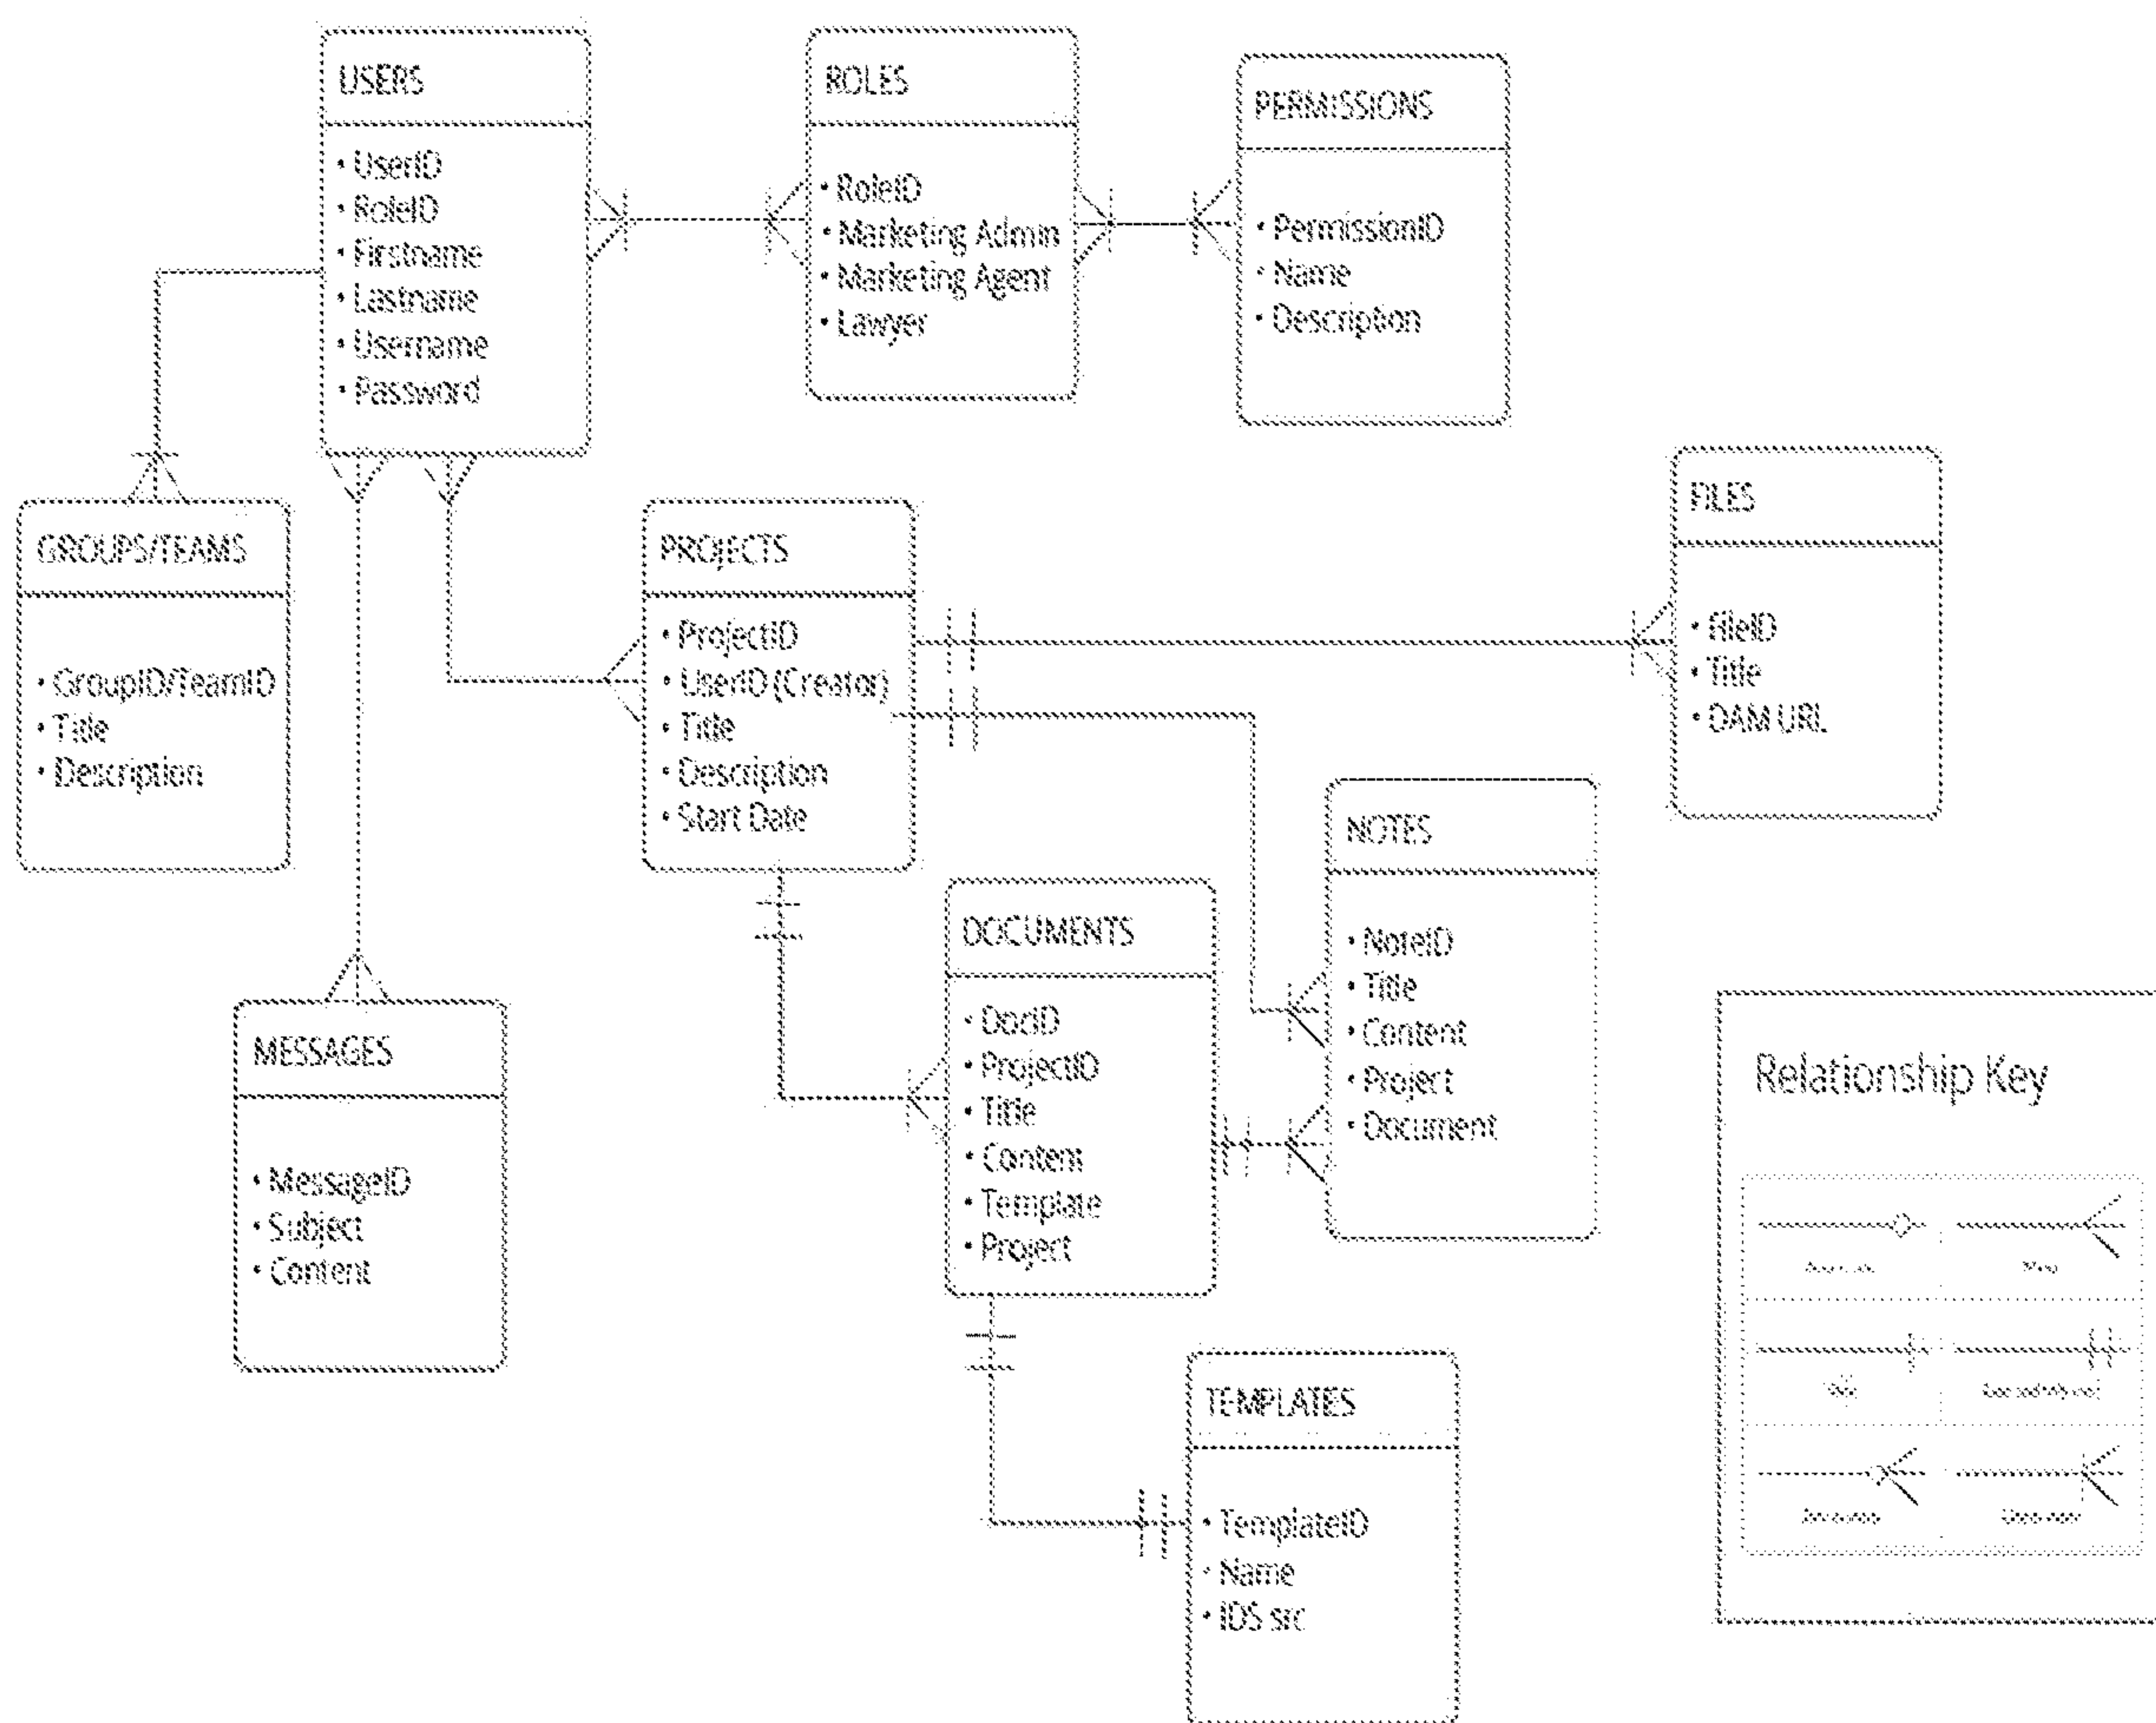 USERS
• UserID
• RoleID
• Firstname
• Lastname
• Username
• Password
ROLES
• RoleID
• Marketing Admin
• Marketing Agent
• Lawyer
PERMISSIONS
• PermissionID
• Name
• Description
GROUPS/TEAMS
• GroupID/TeamID
• Title
• Description
PROJECTS
• ProjectID
• UserID (Creator)
• Title
• Description
• Start Date
FILES
• FileID
• Title
• DAM URL
NOTES
• NoteID
• Title
• Content
• Project
• Document
DOCUMENTS
• DocID
• ProjectID
• Title
• Content
• Template
• Project
MESSAGES
• MessageID
• Subject
• Content
TEMPLATES
• TemplateID
• Name
• IDS src
Relationship Key